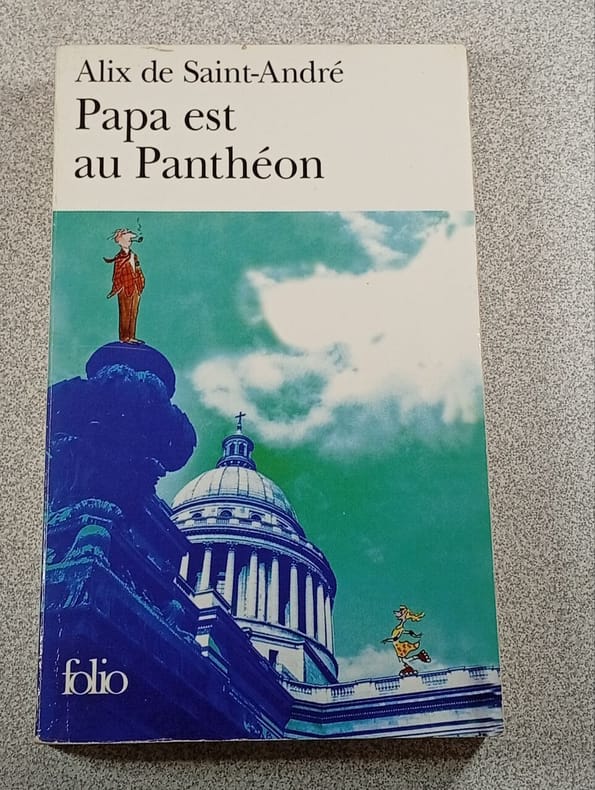 Alix de Saint-André
Papa est
au Panthéon
folio